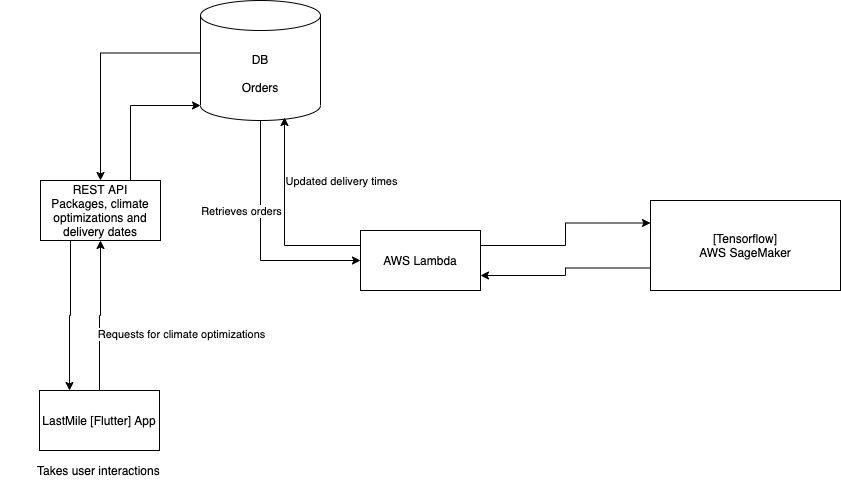 DB
Orders
Updated delivery times
REST API
Packages, climate
optimizations and
delivery dates
Retrieves orders
[Tensorflow]
AWS SageMaker
AWS Lambda
Requests for climate optimizations
LastMile [Flutter] App
Takes user interactions